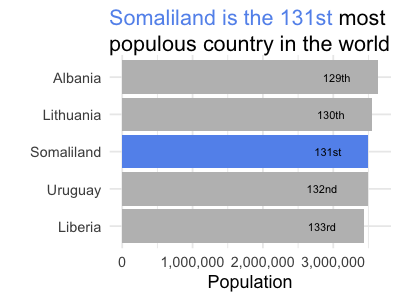 Somaliland is the 131st most
populous country in the world
Albania 129th
Lithuania 130th
Somaliland 131st
Uruguay 132nd
Liberia 133rd
0 1,000,000 2,000,000 3,000,000
Population